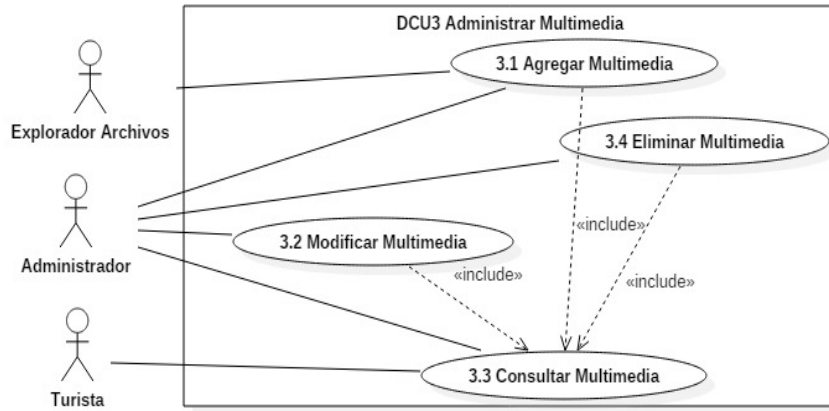 DCU3 Administrar Multimedia
3.1 Agregar Multimedia
Explorador Archivos
3.4 Eliminar Multimedia
«include»
3.2 Modificar Multimedia
Administrador
«include»
«include»
3.3 Consultar Multimedia
Turista